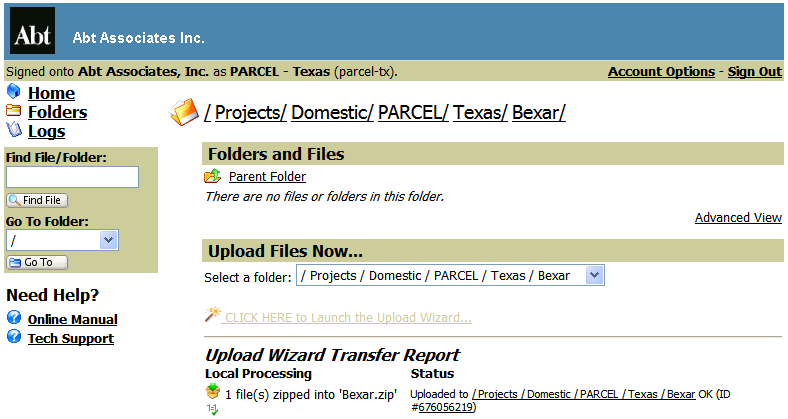 Abt
Abt Associates Inc.
Signed onto Abt Associates, Inc. as PARCEL - Texas (parcel-tx).
Account Options - Sign Out
Home
Folders
Logs
Find File/Folder:
Find File
Go To Folder:
/
Go To
Need Help?
Online Manual
Tech Support
/ Projects/ Domestic/ PARCEL/ Texas/ Bexar/
Folders and Files
Parent Folder
There are no files or folders in this folder.
Advanced View
Upload Files Now...
Select a folder: / Projects / Domestic / PARCEL / Texas / Bexar
CLICK HERE to Launch the Upload Wizard...
Upload Wizard Transfer Report
Local Processing Status
1 file(s) zipped into 'Bexar.zip' Uploaded to / Projects / Domestic / PARCEL / Texas / Bexar OK (ID
#676056219)